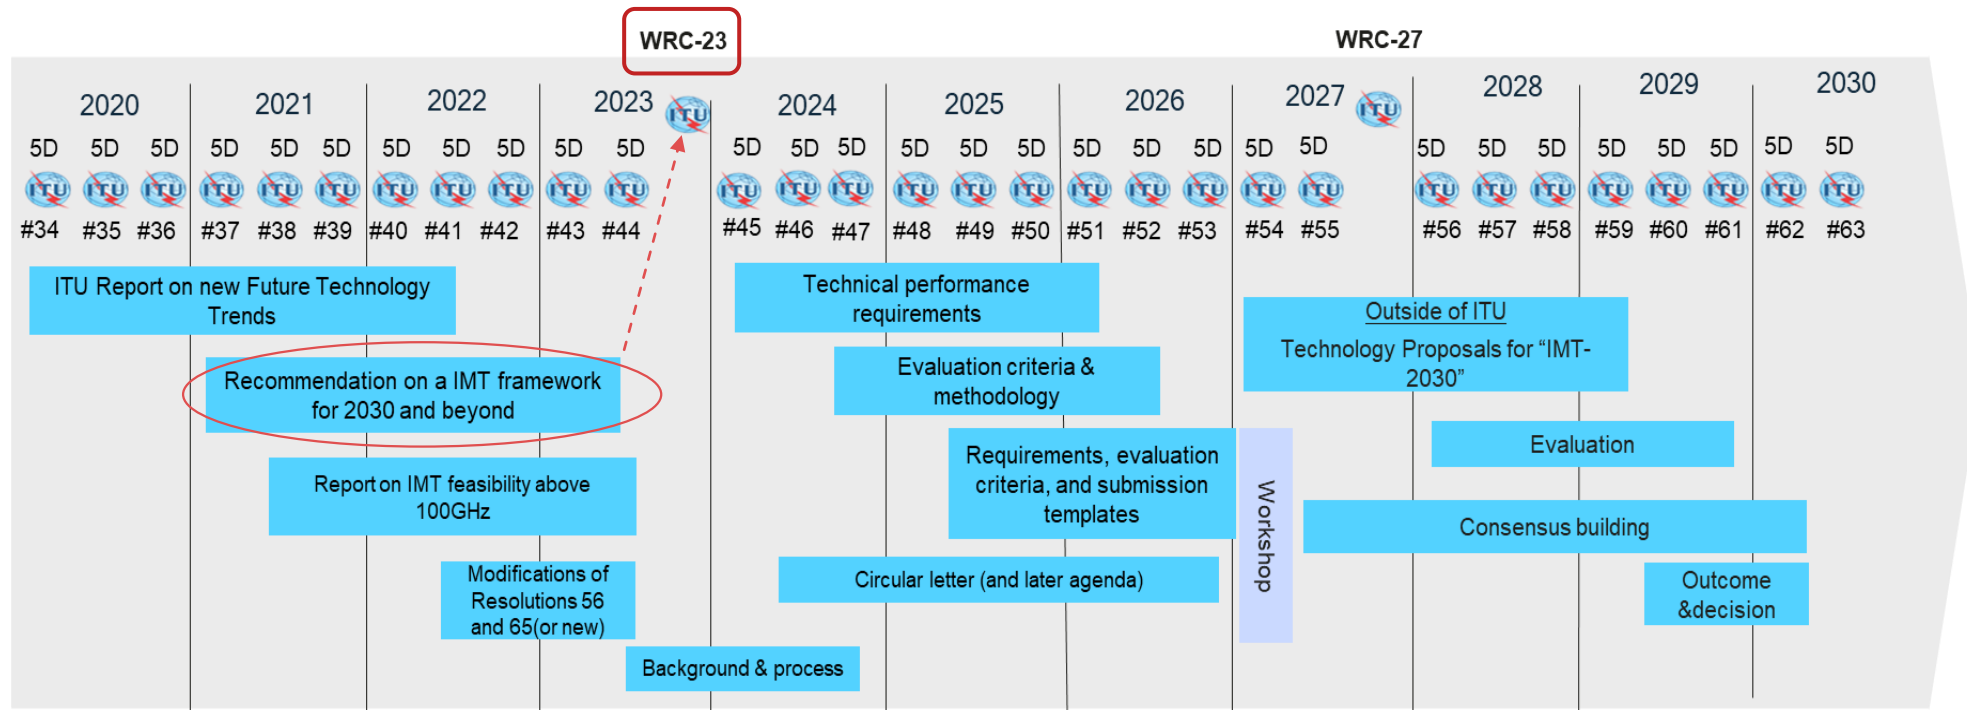 WRC-23
WRC-27
2020
2021
2022
2023
ITU
2024
2025
2026
2027
ITU
2028
2029
2030
5D 5D 5D 5D 5D 5D 5D 5D 5D 5D 5D 5D 5D 5D 5D 5D 5D 5D 5D 5D 5D 5D 5D 5D 5D 5D 5D 5D 5D 5D
ITU ITU ITU ITU ITU ITU ITU ITU ITU ITU ITU ITU ITU ITU ITU ITU ITU ITU ITU ITU ITU ITU ITU ITU ITU ITU ITU ITU ITU ITU
#34 #35 #36 #37 #38 #39 #40 #41 #42 #43 #44 #45 #46 #47 #48 #49 #50 #51 #52 #53 #54 #55 #56 #57 #58 #59 #60 #61 #62 #63
ITU Report on new Future Technology
Trends
Recommendation on a IMT framework
for 2030 and beyond
Report on IMT feasibility above
100GHz
Modifications of
Resolutions 56
and 65(or new)
Background & process
Technical performance
requirements
Evaluation criteria &
methodology
Requirements, evaluation
criteria, and submission
templates
Circular letter (and later agenda)
Workshop
Outside of ITU
Technology Proposals for “IMT-
2030”
Evaluation
Consensus building
Outcome
&decision